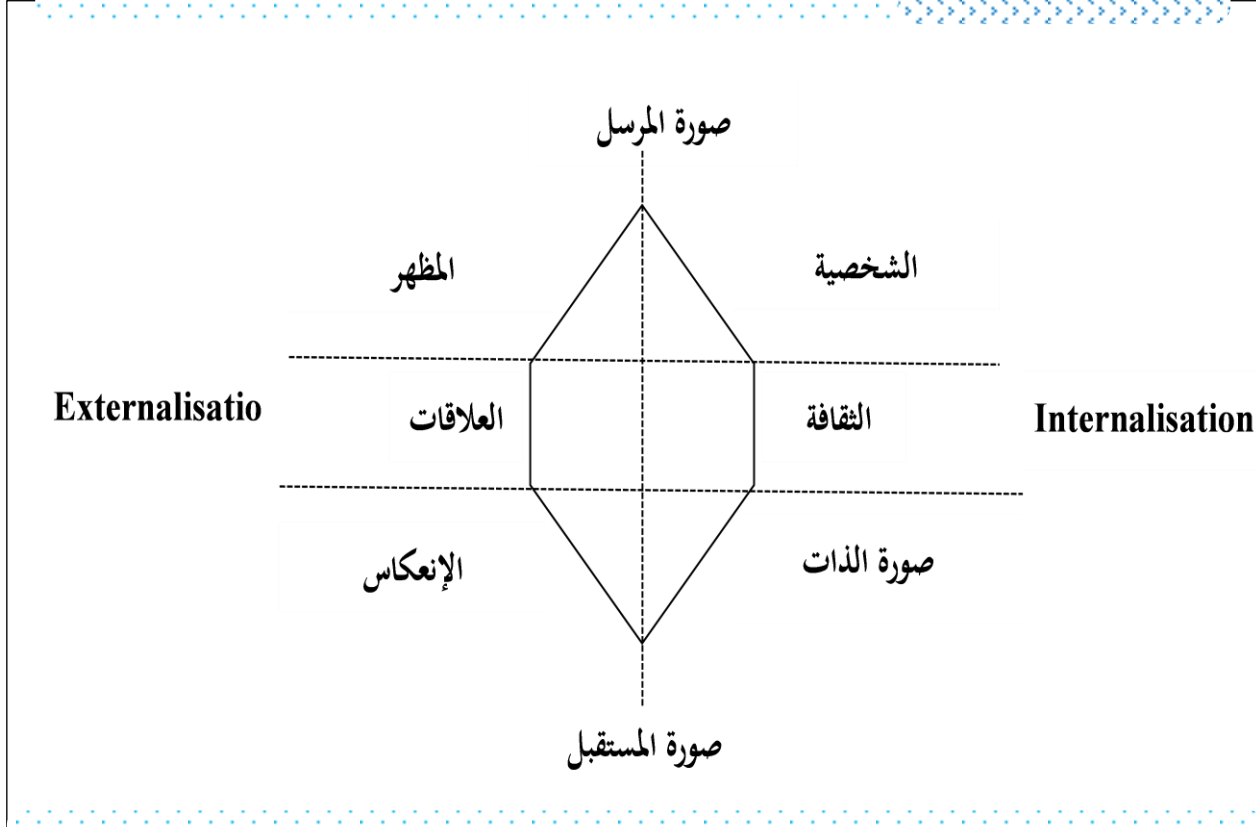 صورة المرسل
الشخصية
المظهر
Internalisation
الثقافة
العلاقات
Externalisatio
صورة الذات
الإنعكاس
صورة المستقبل